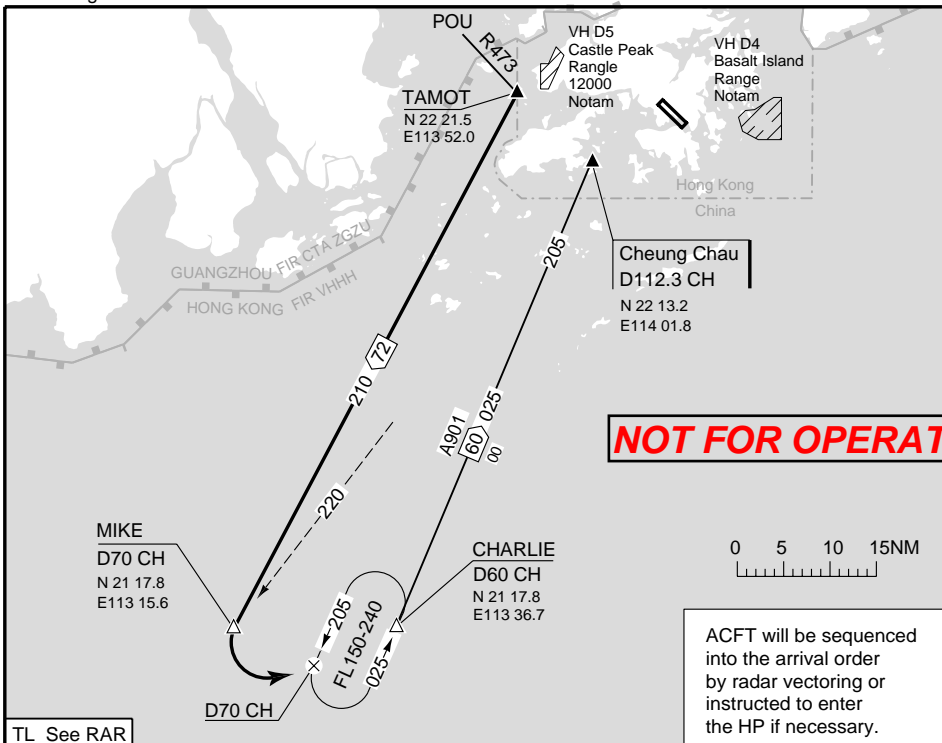 POU
R473
VH D5
Castle Peak
Rangle
12000
Notam
VH D4
Basalt Island
Range
Notam
TAMOT
N 22 21.5
E113 52.0
Hong Kong
China
Cheung Chau
D112.3 CH
N 22 13.2
E114 01.8
GUANGZHOU FIR CTA ZGZU
HONG KONG FIR VHHH
205
210 72
A901 60 025
00
NOT FOR OPERAT
220
MIKE
D70 CH
N 21 17.8
E113 15.6
CHARLIE
D60 CH
N 21 17.8
E113 36.7
0 5 10 15NM
205
FL150-240
025
D70 CH
ACFT will be sequenced
into the arrival order
by radar vectoring or
instructed to enter
the HP if necessary.
TL See RAR